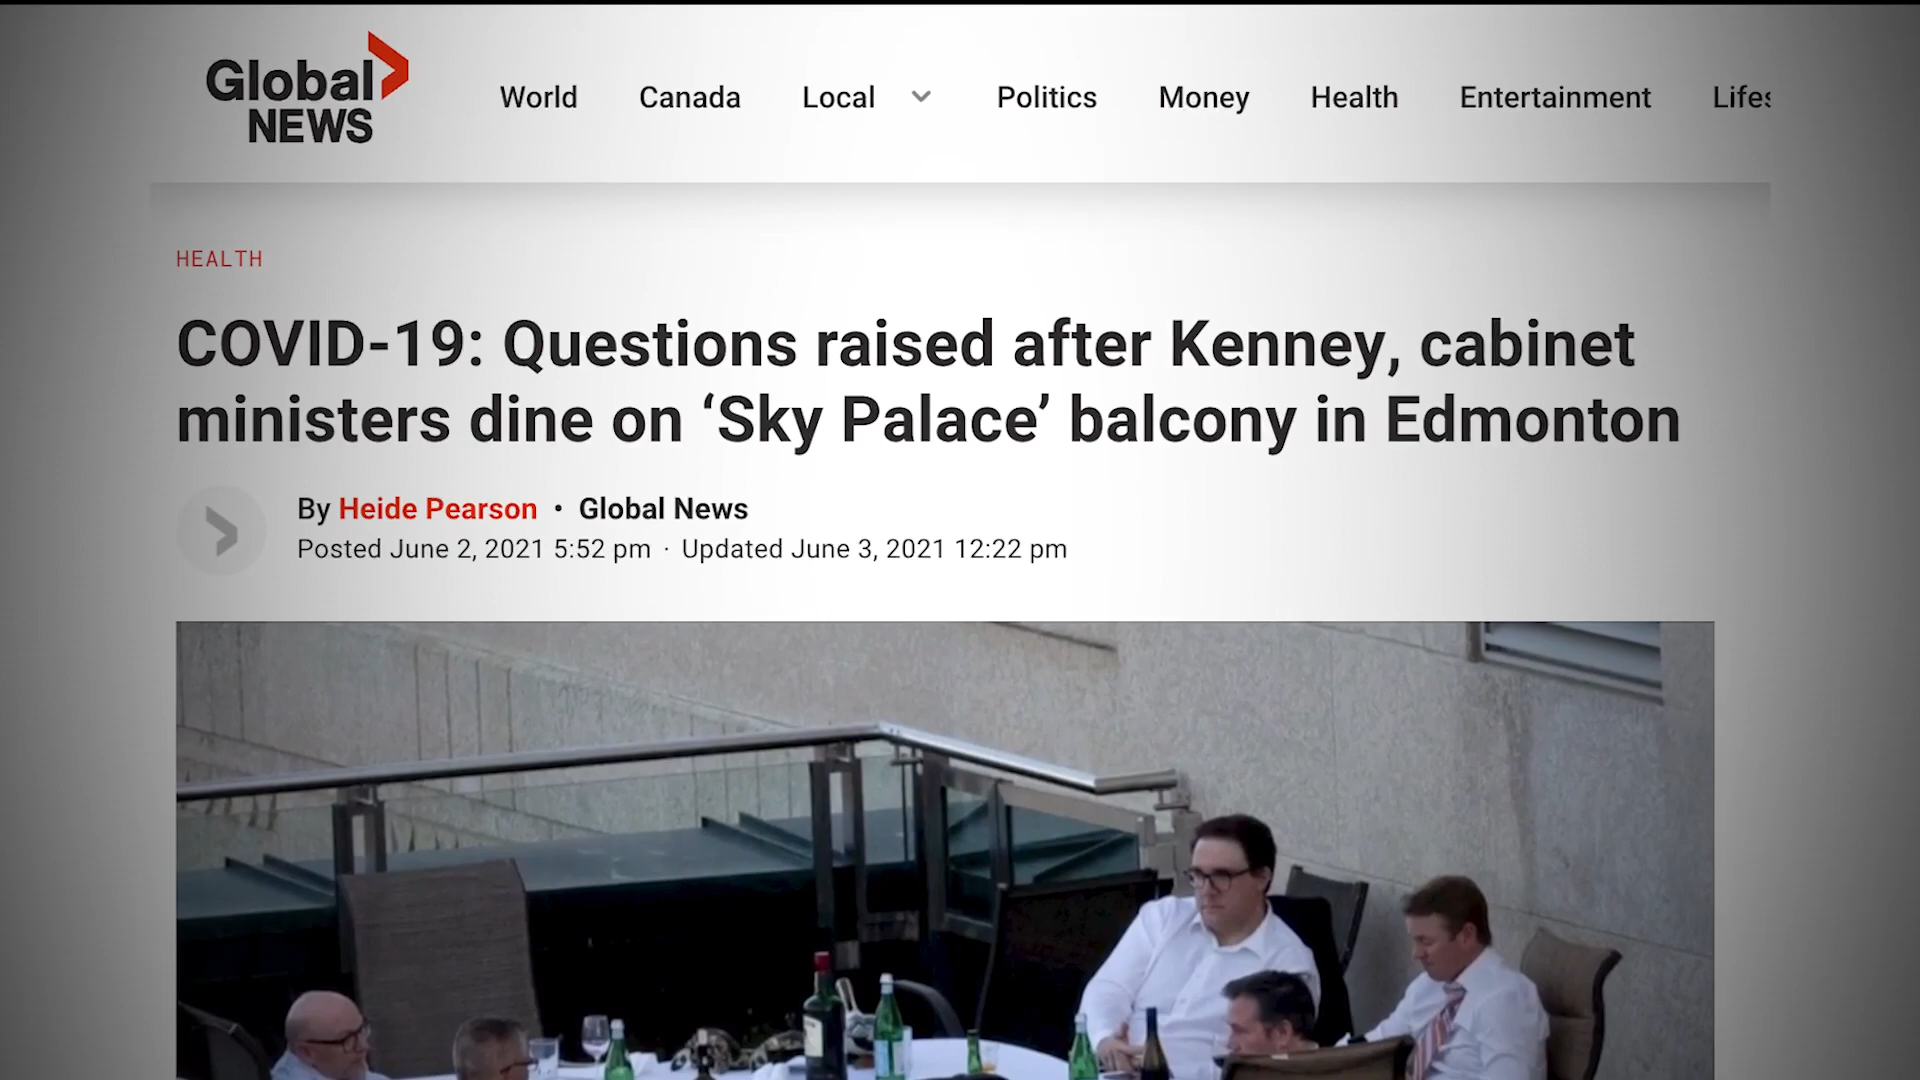 Global
NEWS
World Canada Local Politics Money Health Entertainment Lifes
HEALTH
COVID-19: Questions raised after Kenney, cabinet
ministers dine on ‘Sky Palace’ balcony in Edmonton
By Heide Pearson • Global News
Posted June 2, 2021 5:52 pm · Updated June 3, 2021 12:22 pm